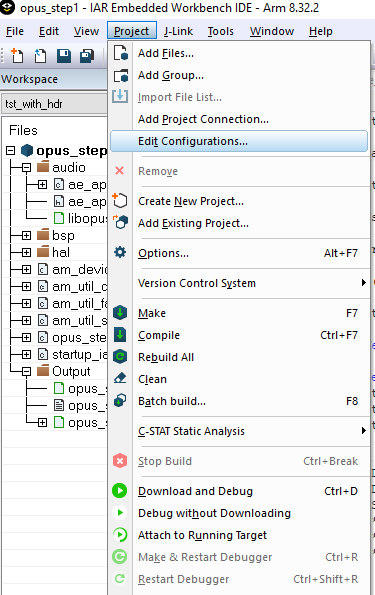 opus_step1 - IAR Embedded Workbench IDE - Arm 8.32.2
File Edit View Project J-Link Tools Window Help
Workspace
tst_with_hdr
Files
opus_step
audio
ae_ap
ae_ap
libopus
bsp
hal
am_devic
am_util_c
am_util_fa
am_util_s
opus_ste
startup_ia
Output
opus_s
opus_s
opus_s
Add Files...
Add Group...
Import File List...
Add Project Connection...
Edit Configurations...
Remove
Create New Project...
Add Existing Project...
Options... Alt+F7
Version Control System
Make F7
Compile Ctrl+F7
Rebuild All
Clean
Batch build... F8
C-STAT Static Analysis
Stop Build Ctrl+Break
Download and Debug Ctrl+D
Debug without Downloading
Attach to Running Target
Make & Restart Debugger Ctrl+R
Restart Debugger Ctrl+Shift+R